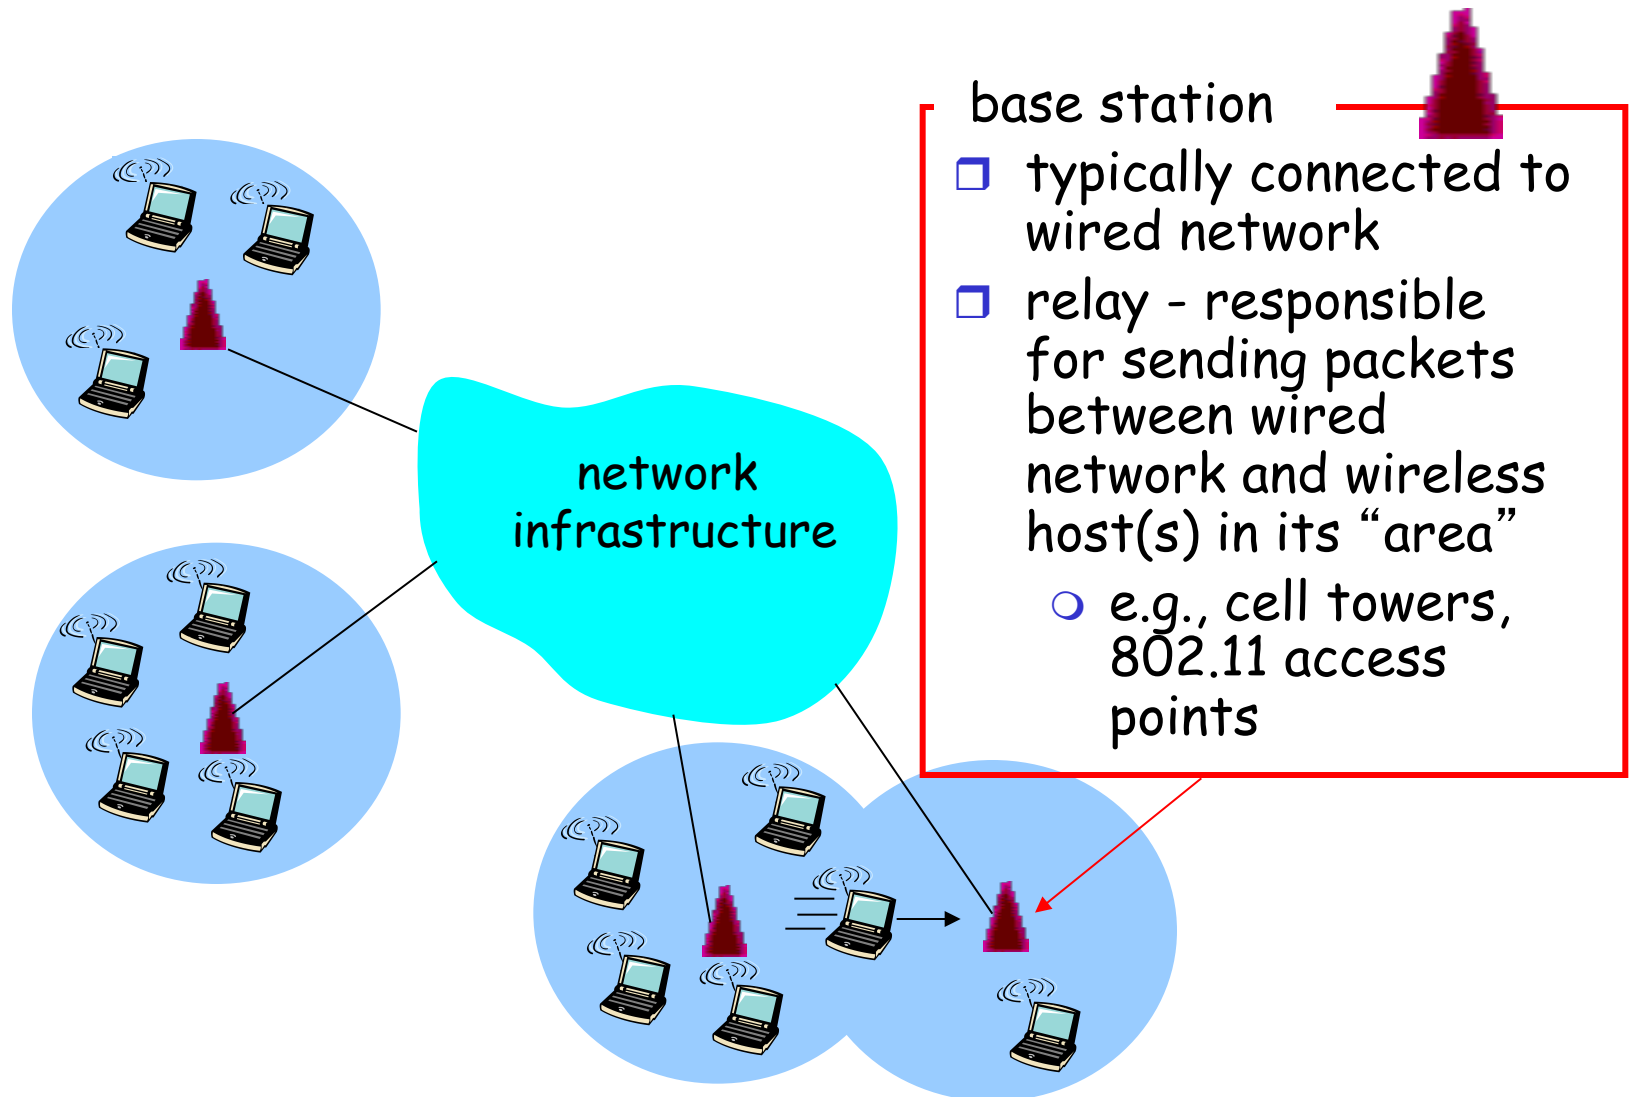 base station
typically connected to
wired network
relay - responsible
for sending packets
between wired
network and wireless
host(s) in its “area”
e.g., cell towers,
802.11 access
points
network
infrastructure